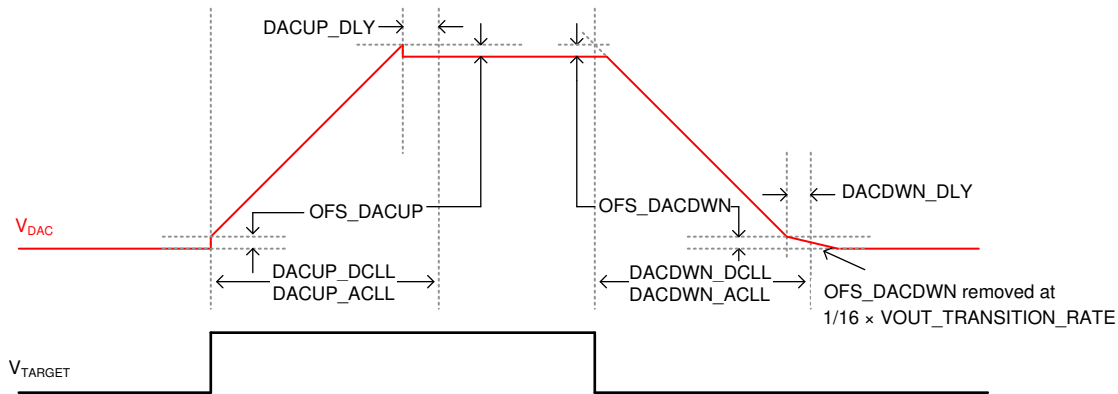 DACUP_DLY
DACDWN_DLY
OFS_DACUP
OFS_DACDWN
VDAC
DACUP_DCLL
DACUP_ACLL
DACDWN_DCLL
DACDWN_ACLL
OFS_DACDWN removed at
1/16 × VOUT_TRANSITION_RATE
VTARGET